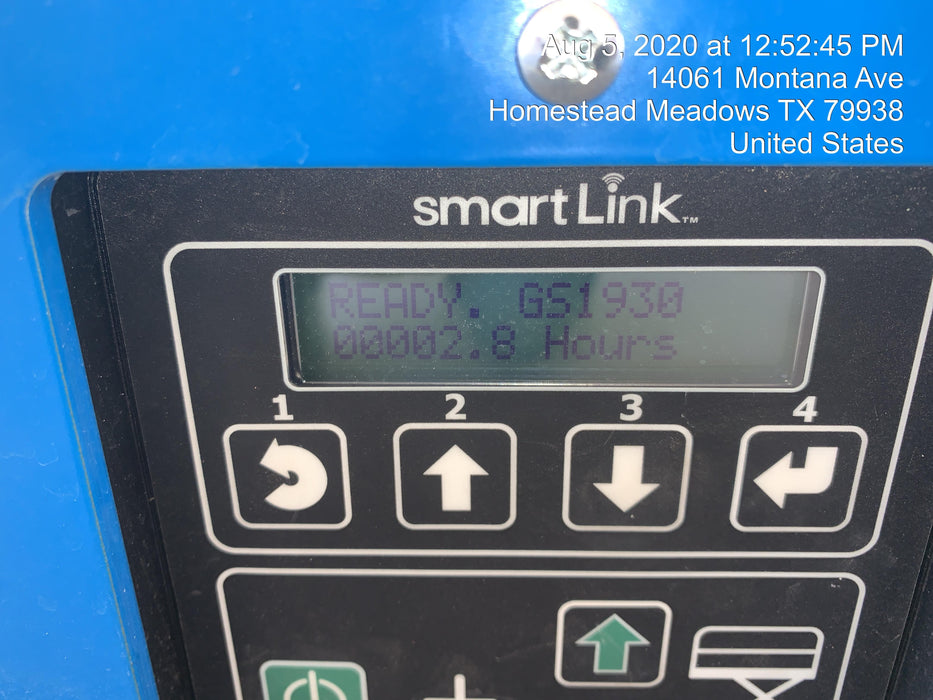 Aug 5, 2020 at 12:52:45 PM
14061 Montana Ave
Homestead Meadows TX 79938
United States
smartLink™
READY. GS1930
00002.8 Hours
1 2 3 4